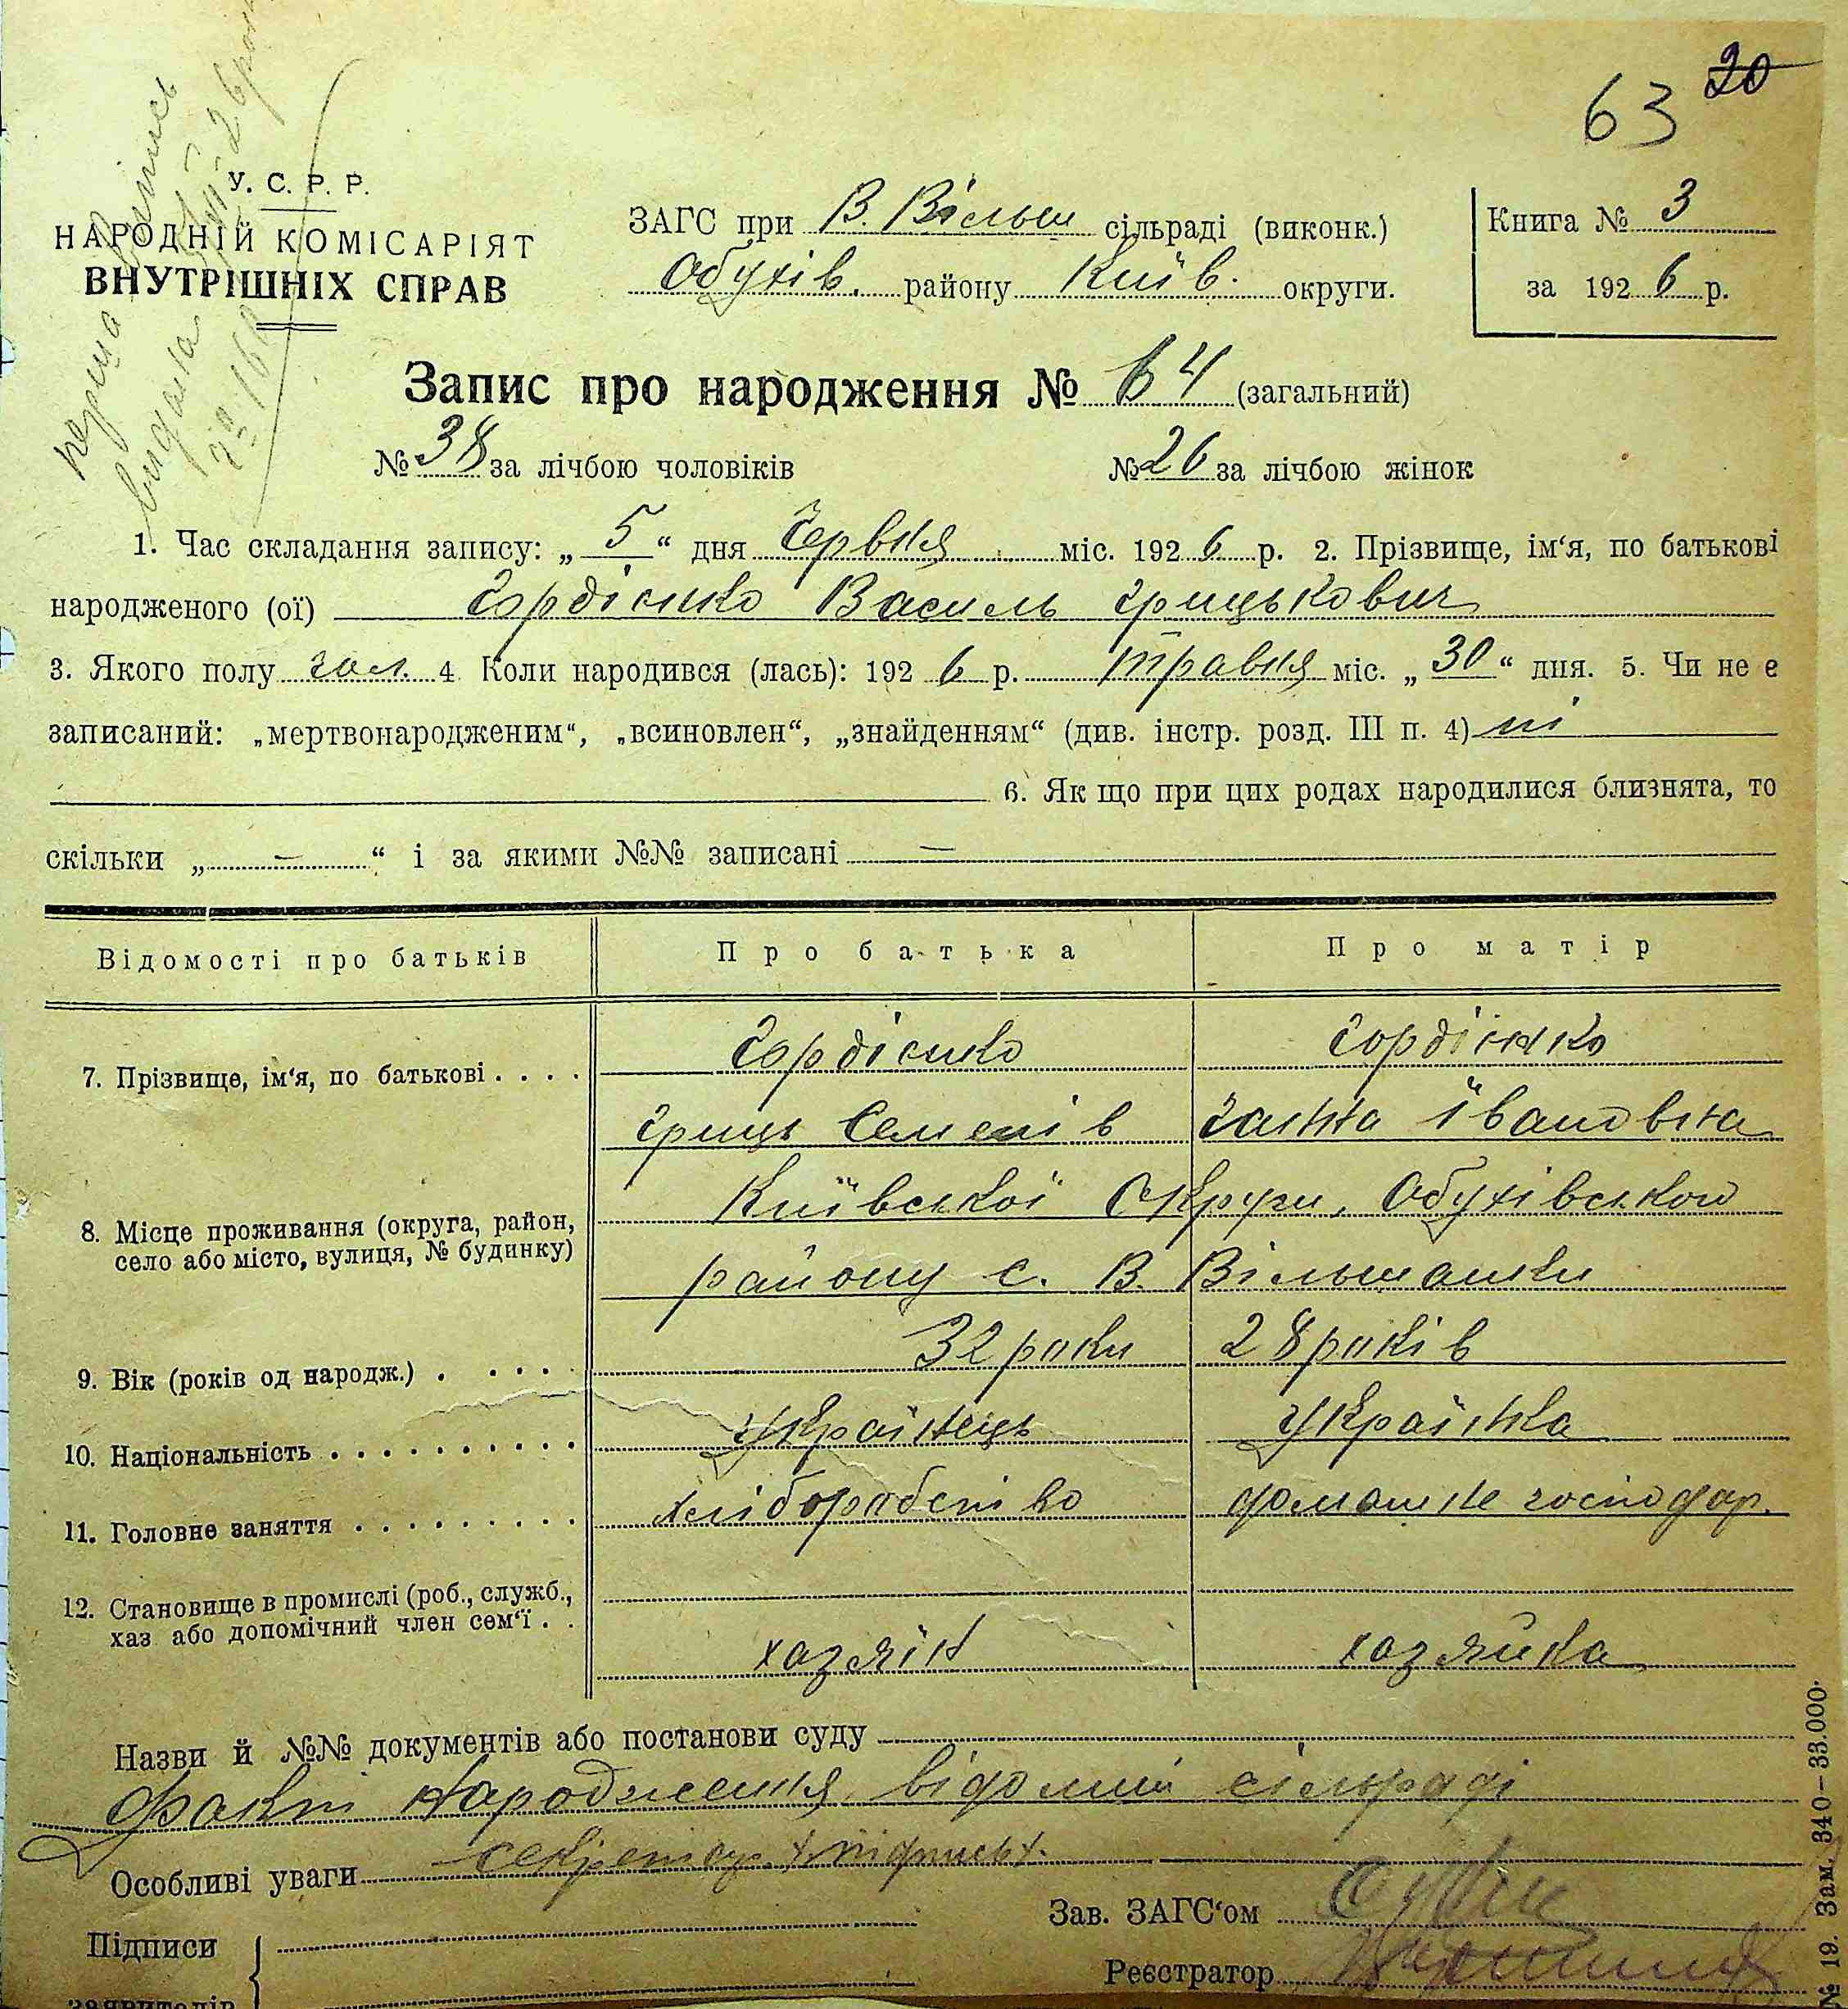 63 20
перша випись
видана
У. С. Р. Р.
НАРОДНІЙ КОМІСАРІЯТ
ВНУТРІШНІХ СПРАВ
ЗАГС при В. Вільш сільраді (виконк.)
Обухів. району Київ. округи.
Книга № 3
за 1926 р.
Запис про народження № 64 (загальний)
№ 38 за лічбою чоловіків № 26 за лічбою жінок
1. Час складання запису: „ 5 “ дня Червня міс. 1926 р. 2. Прізвище, ім‘я, по батькові
народженого (ої) Гордієнко Василь Грицькович
3. Якого полу чол. 4. Коли народився (лась): 1926 р. травня міс. „ 30 “ дня. 5. Чи не є
записаний: „мертвонародженим“, „всиновлен“, „знайденням“ (див. інстр. розд. III п. 4) ні
6. Як що при цих родах народилися близнята, то
скільки „ — “ і за якими №№ записані —
Відомості про батьків Про батька Про матір
7. Прізвище, ім‘я, по батькові . . . . Гордієнко Гордієнко
Гриць Семенів Ганна Івановна
8. Місце проживання (округа, район, село або місто, вулиця, № будинку) Київської Округи, Обухівського
району с. В. Вільшанки
9. Вік (років од народж.) . . . . . 32 роки 28 років
10. Національність . . . . . . . . . . Українець Українка
11. Головне заняття . . . . . . . . . хліборобство домашнє господар.
12. Становище в промислі (роб., служб.,
хаз або допомічний член сем‘ї . . хазяїн хазяйка
Назви й №№ документів або постанови суду
Факт народження відомий сільраді
Особливі уваги секретар /підпись/.
Зав. ЗАГС‘ом
Підписи
Реєстратор
заявителів
№ 19. Зам. 340–33.000·